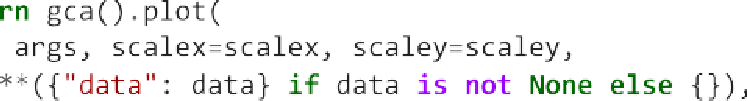 rn gca().plot(
args, scalex=scalex, scaley=scaley,
**({"data": data} if data is not None else {}),